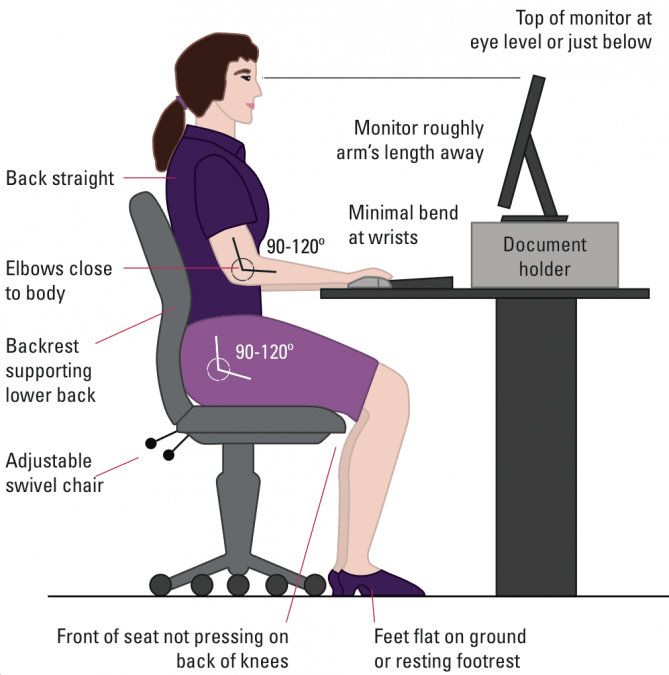 Top of monitor at
eye level or just below
Monitor roughly
arm's length away
Back straight
Minimal bend
at wrists
90-120º
Document
holder
Elbows close
to body
Backrest
supporting
lower back
90-120º
Adjustable
swivel chair
Front of seat not pressing on
back of knees
Feet flat on ground
or resting footrest